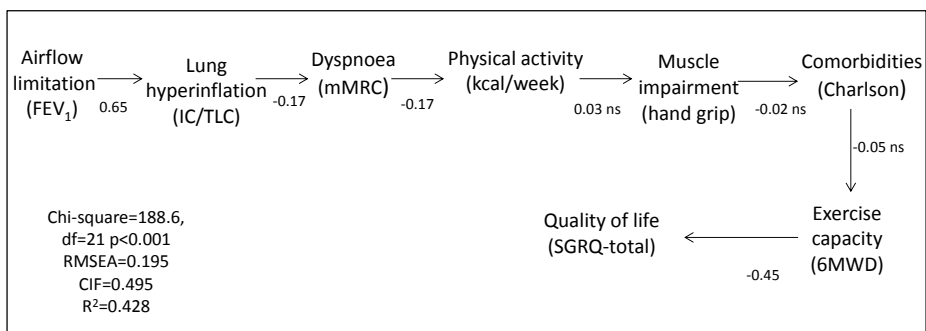 Airflow
limitation
(FEV₁)
0.65
Lung
hyperinflation
(IC/TLC)
-0.17
Dyspnoea
(mMRC)
-0.17
Physical activity
(kcal/week)
0.03 ns
Muscle
impairment
(hand grip)
-0.02 ns
Comorbidities
(Charlson)
-0.05 ns
Exercise
capacity
(6MWD)
-0.45
Quality of life
(SGRQ-total)
Chi-square=188.6,
df=21 p<0.001
RMSEA=0.195
CIF=0.495
R²=0.428